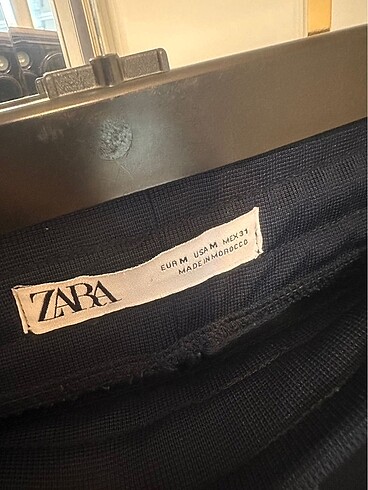 ZARA
EUR M USA M MEX 31
MADE IN MOROCCO